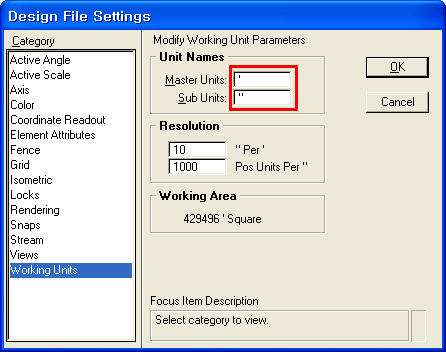 Design File Settings
Category
Active Angle
Active Scale
Axis
Color
Coordinate Readout
Element Attributes
Fence
Grid
Isometric
Locks
Rendering
Snaps
Stream
Views
Working Units
Modify Working Unit Parameters
Unit Names
Master Units: '
Sub Units: "
Resolution
10 " Per '
1000 Pos Units Per "
Working Area
429496 ' Square
Focus Item Description
Select category to view.
OK
Cancel